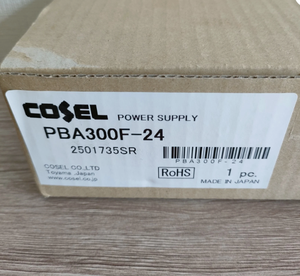 COSEL POWER SUPPLY
PBA300F-24
2501735SR
COSEL CO.,LTD
Toyama Japan
www.cosel.co.jp
PBA300F-24
RoHS 1 pc.
MADE IN JAPAN